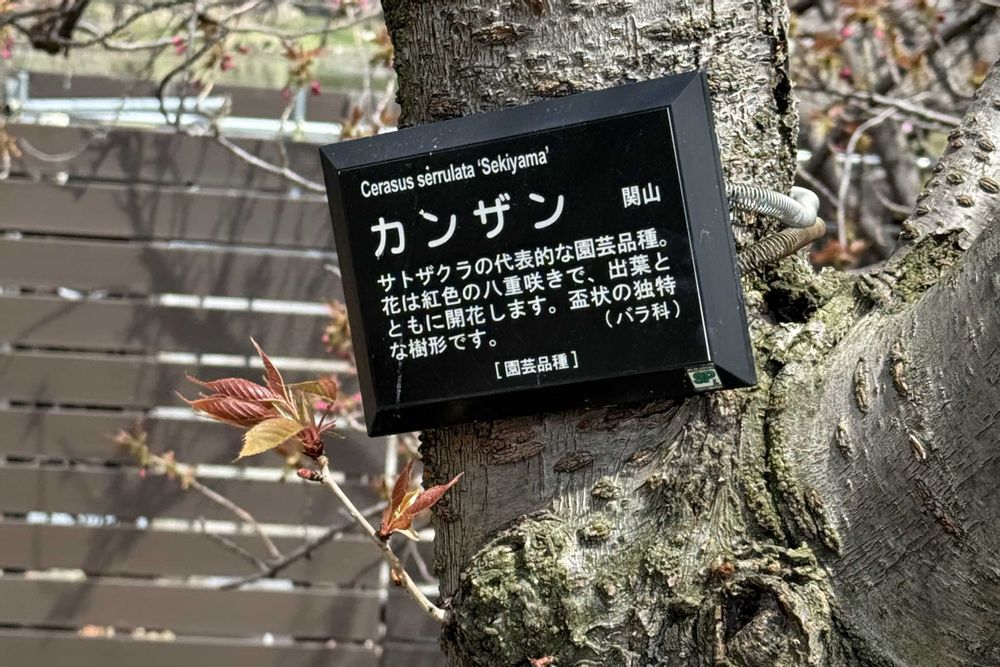 Cerasus serrulata ‘Sekiyama’
カンザン 関山
サトザクラの代表的な園芸品種。
花は紅色の八重咲きで、出葉と
ともに開花します。盃状の独特
な樹形です。 （バラ科）
［園芸品種］